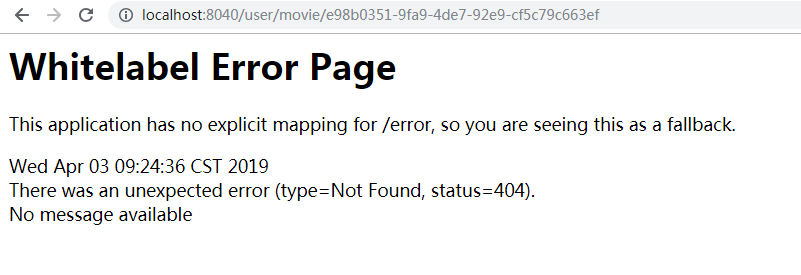 localhost:8040/user/movie/e98b0351-9fa9-4de7-92e9-cf5c79c663ef
Whitelabel Error Page
This application has no explicit mapping for /error, so you are seeing this as a fallback.
Wed Apr 03 09:24:36 CST 2019
There was an unexpected error (type=Not Found, status=404).
No message available